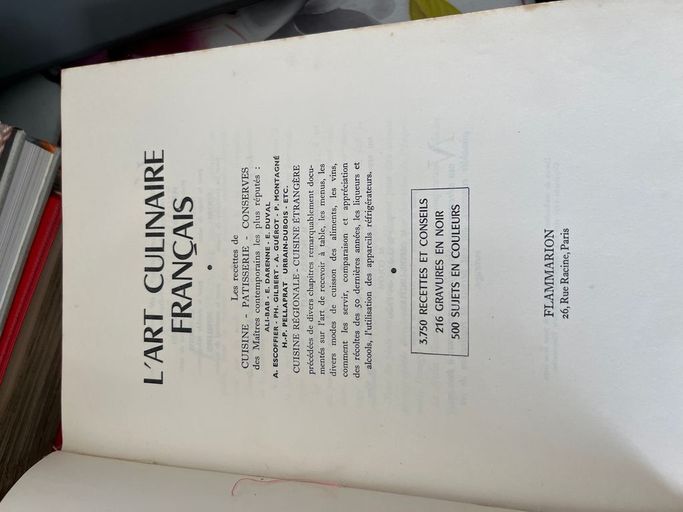 L'ART CULINAIRE
FRANÇAIS
•
Les recettes de
CUISINE - PATISSERIE - CONSERVES
des Maîtres contemporains les plus réputés :
ALI-BAB - E. DARENNE - E. DUVAL
A. ESCOFFIER - PH. GILBERT - A. GUÉROT - P. MONTAGNÉ
H.-P. PELLAPRAT URBAIN-DUBOIS - ETC.
CUISINE RÉGIONALE - CUISINE ÉTRANGÈRE
précédées de divers chapitres remarquablement docu-
mentés sur l'art de recevoir à table, les menus, les
divers modes de cuisson des aliments, les vins,
comment les servir, comparaison et appréciation
des récoltes des 50 dernières années, les liqueurs et
alcools, l'utilisation des appareils réfrigérateurs.
•
3.750 RECETTES ET CONSEILS
216 GRAVURES EN NOIR
500 SUJETS EN COULEURS
FLAMMARION
26, Rue Racine, Paris